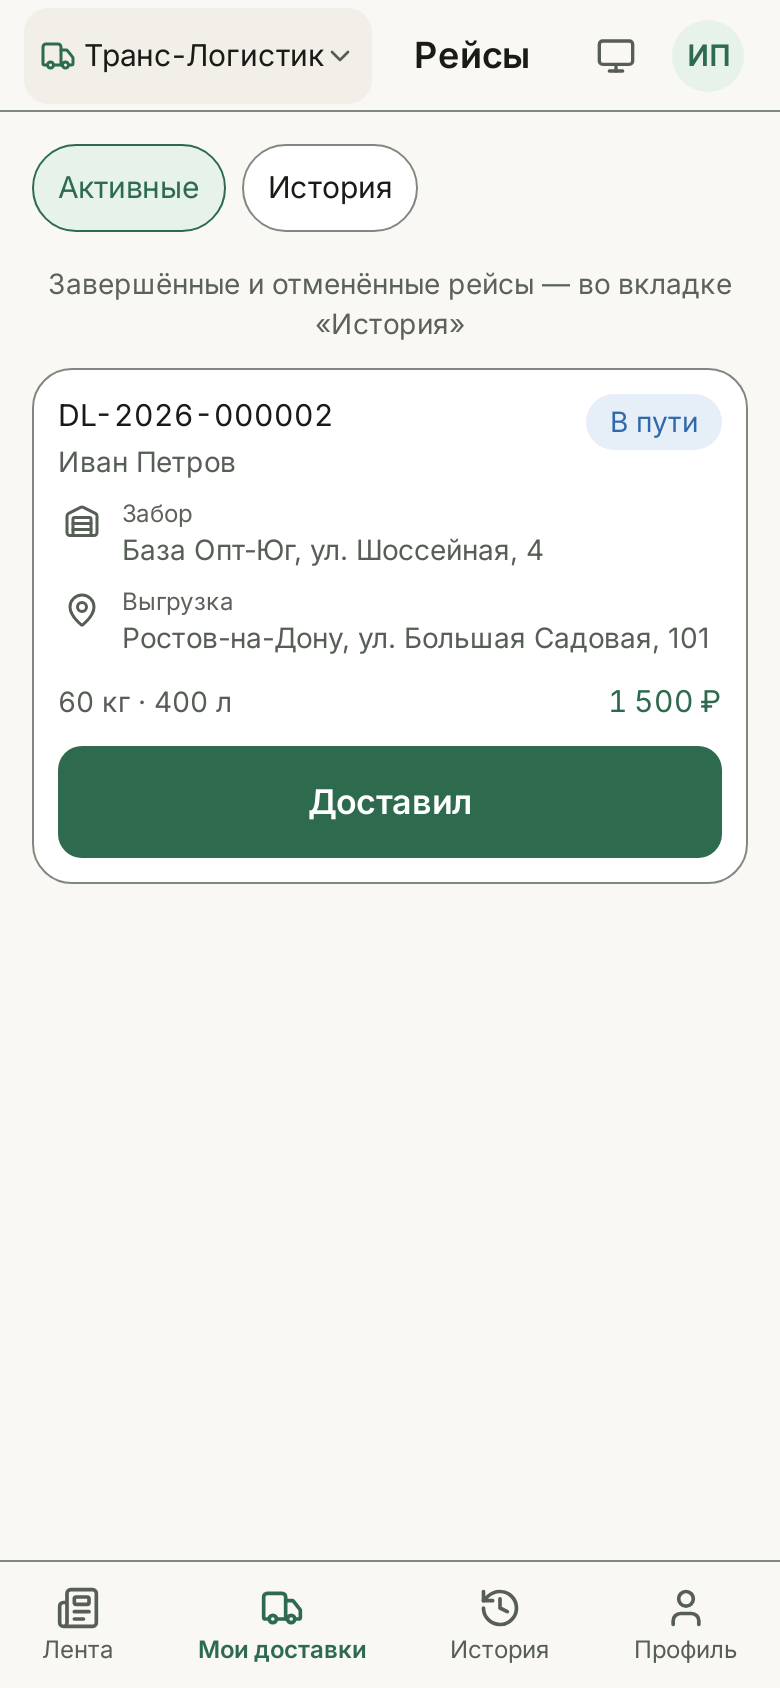 Транс-Логистик
Рейсы
ИП
Активные
История
Завершённые и отменённые рейсы — во вкладке
«История»
DL-2026-000002
В пути
Иван Петров
Забор
База Опт-Юг, ул. Шоссейная, 4
Выгрузка
Ростов-на-Дону, ул. Большая Садовая, 101
60 кг · 400 л
1 500 ₽
Доставил
Лента
Мои доставки
История
Профиль